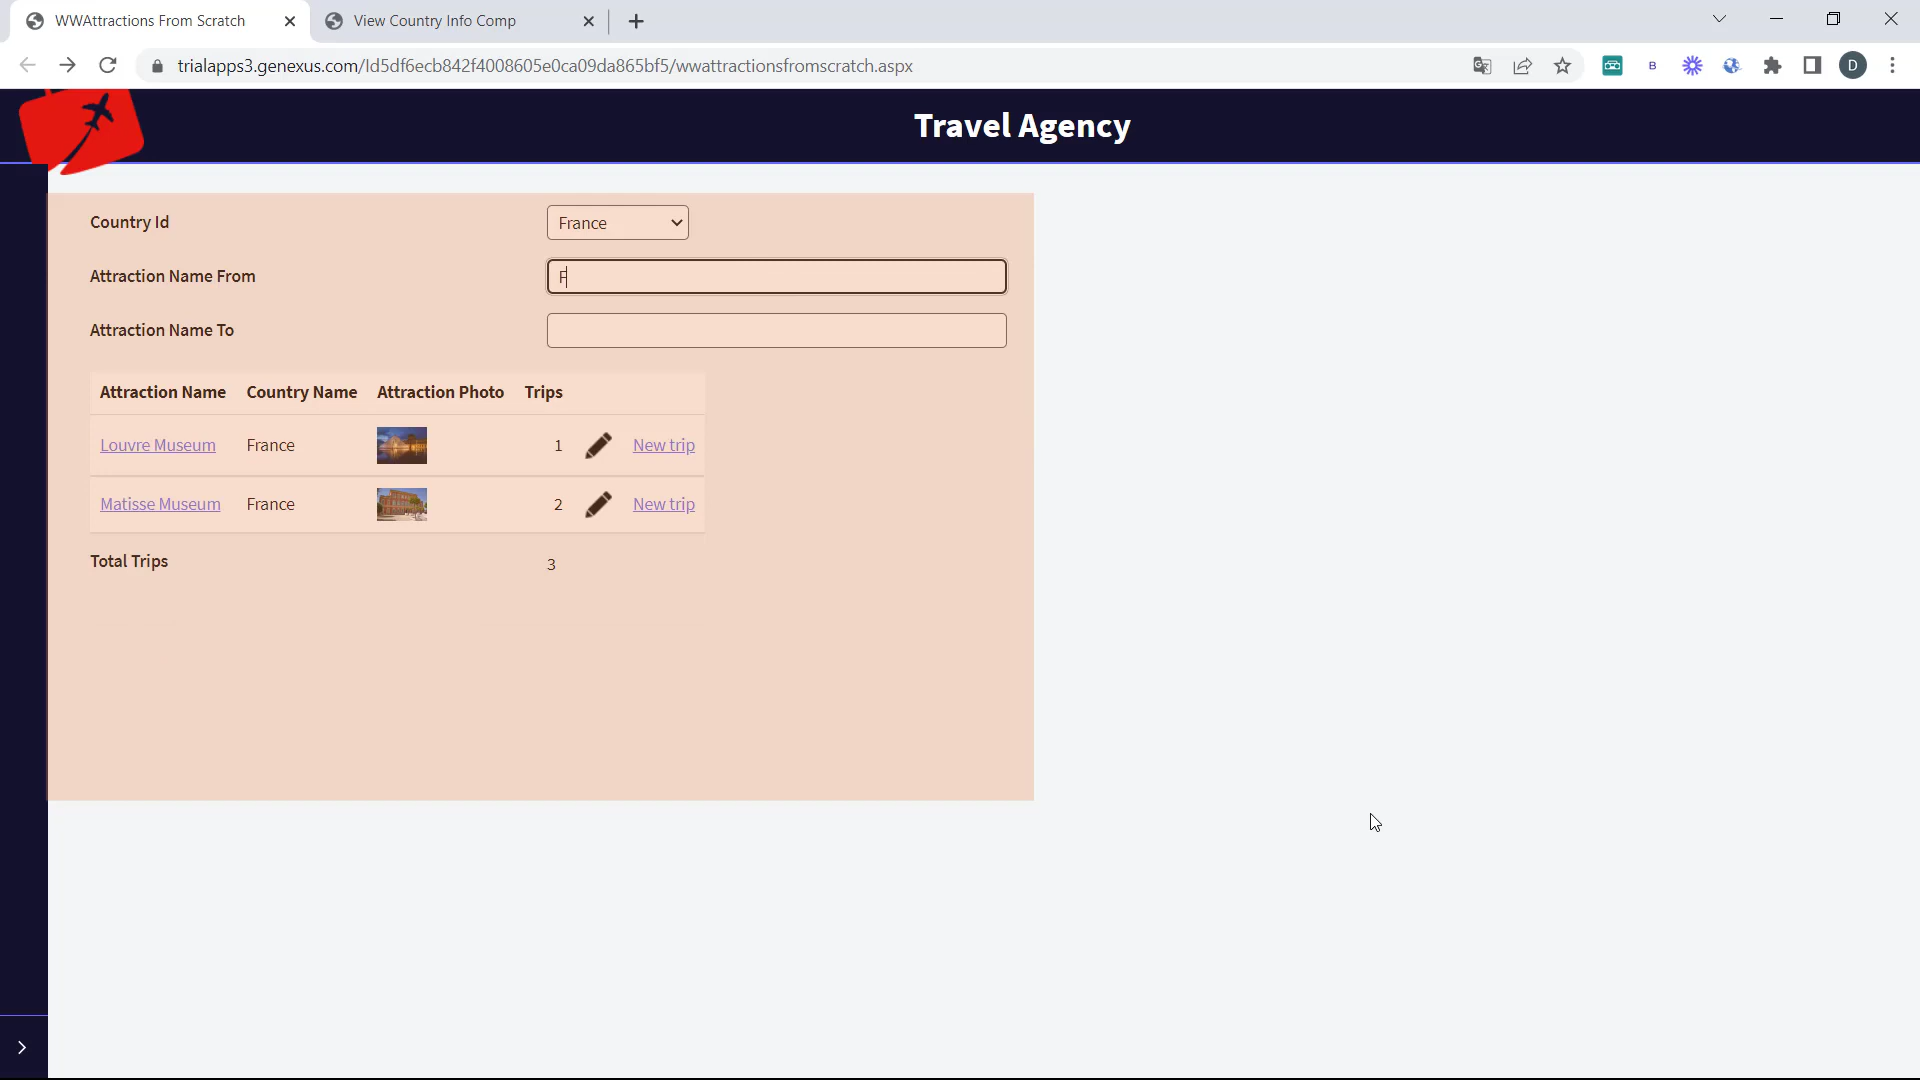 WWAttractions From Scratch
View Country Info Comp
trialapps3.genexus.com/Id5df6ecb842f4008605e0ca09da865bf5/wwattractionsfromscratch.aspx
B
D
Travel Agency
Country Id
France
Attraction Name From
F
Attraction Name To
Attraction Name Country Name Attraction Photo Trips
Louvre Museum France 1 New trip
Matisse Museum France 2 New trip
Total Trips 3